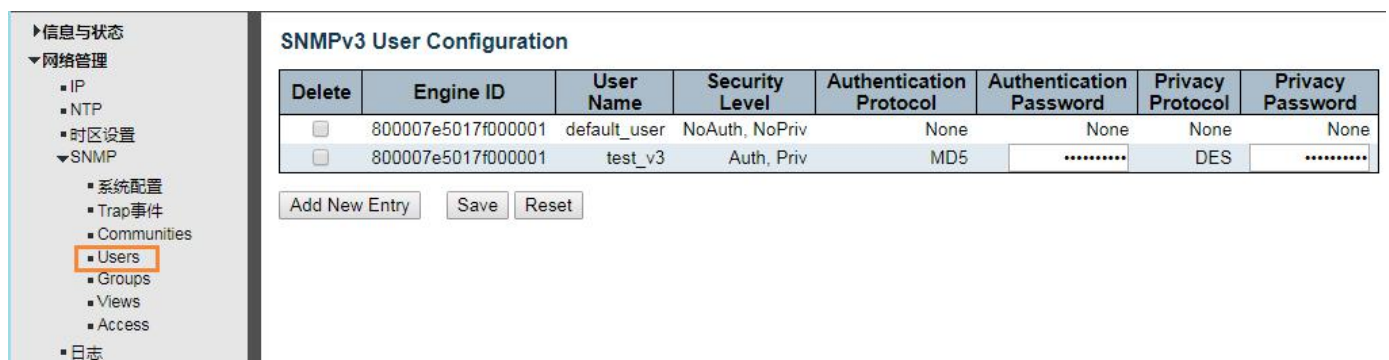 信息与状态
网络管理
IP
NTP
时区设置
SNMP
系统配置
Trap事件
Communities
Users
Groups
Views
Access
日志
SNMPv3 User Configuration
Delete Engine ID User Name Security Level Authentication Protocol Authentication Password Privacy Protocol Privacy Password
800007e5017f000001 default_user NoAuth, NoPriv None None None None
800007e5017f000001 test_v3 Auth, Priv MD5 •••••••••• DES ••••••••••
Add New Entry Save Reset